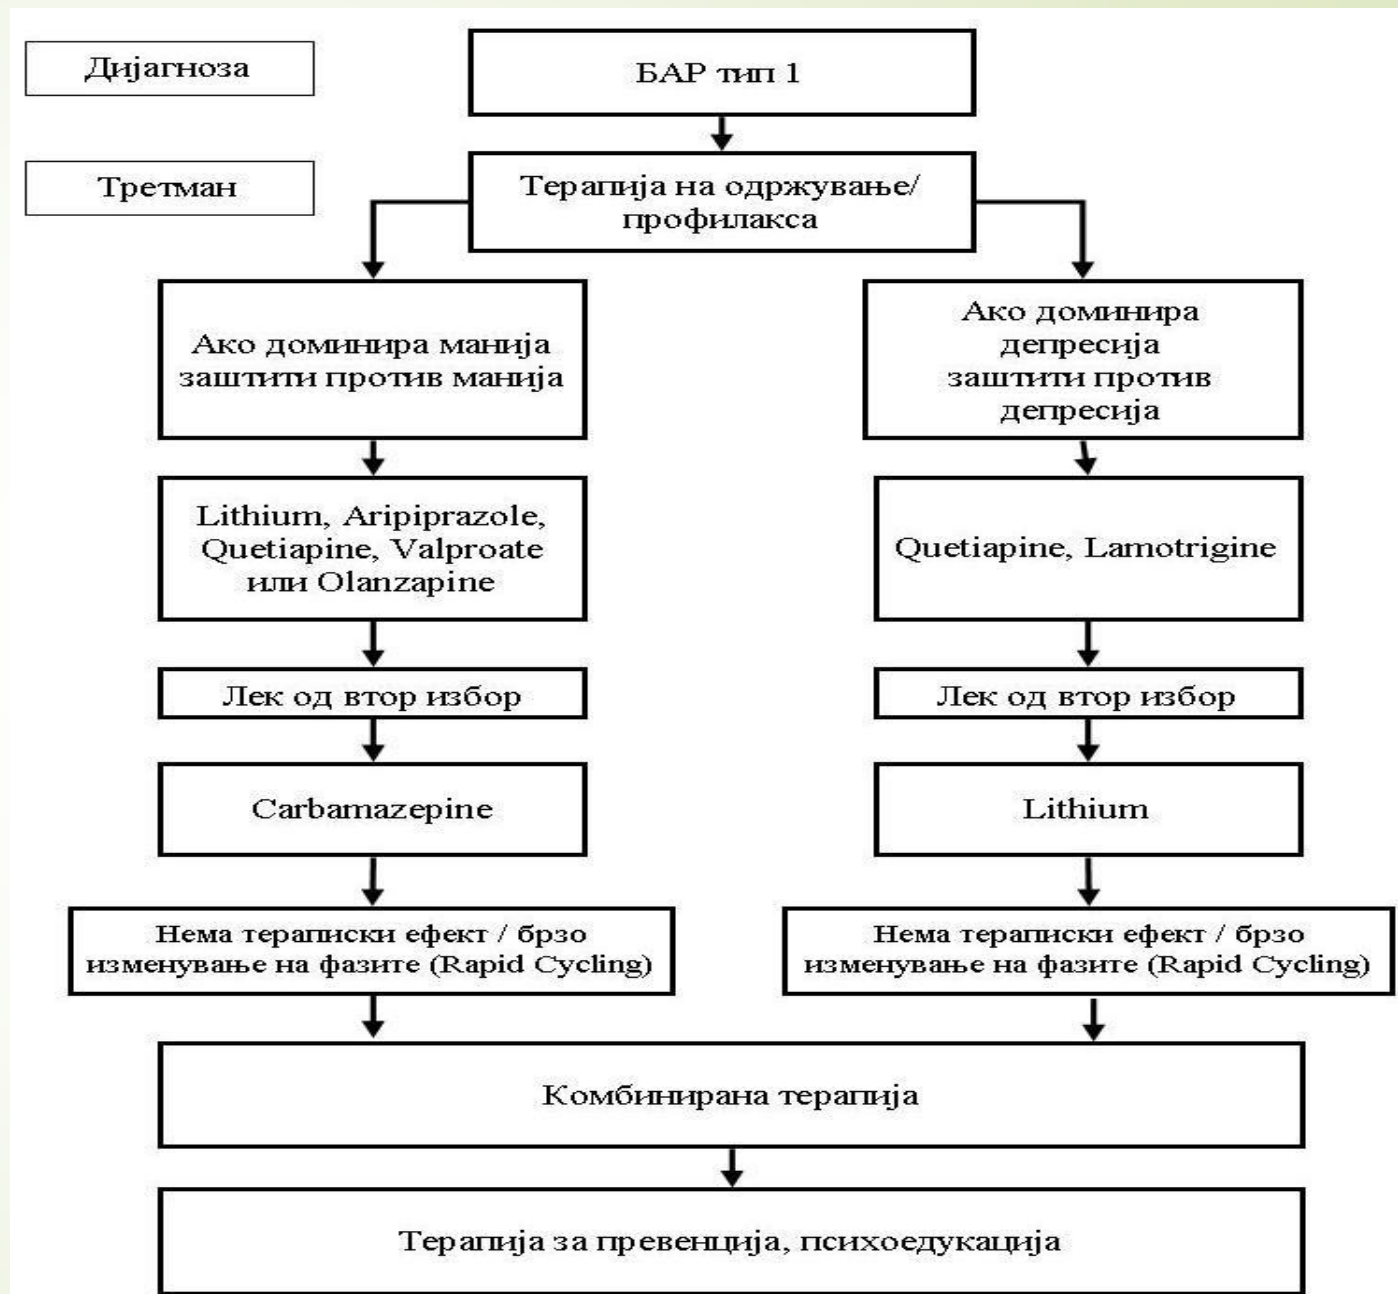 Дијагноза
БАР тип 1
Третман
Терапија на одржување/
профилакса
Ако доминира манија
заштити против манија
Ако доминира
депресија
заштити против
депресија
Lithium, Aripiprazole,
Quetiapine, Valproate
или Olanzapine
Quetiapine, Lamotrigine
Лек од втор избор
Лек од втор избор
Carbamazepine
Lithium
Нема тераписки ефект / брзо
изменување на фазите (Rapid Cycling)
Нема тераписки ефект / брзо
изменување на фазите (Rapid Cycling)
Комбинирана терапија
Терапија за превенција, психоедукација